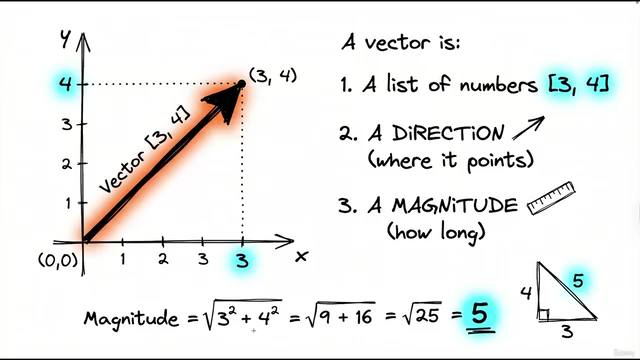 y
4
3
2
1
(3, 4)
Vector [3, 4]
(0,0)
1
2
3
3
x
A vector is:
1. A list of numbers [3, 4]
2. A DIRECTION
(where it points)
3. A MAGNITUDE
(how long)
4
5
3
Magnitude = √3² + 4² = √9 + 16 = √25 = 5